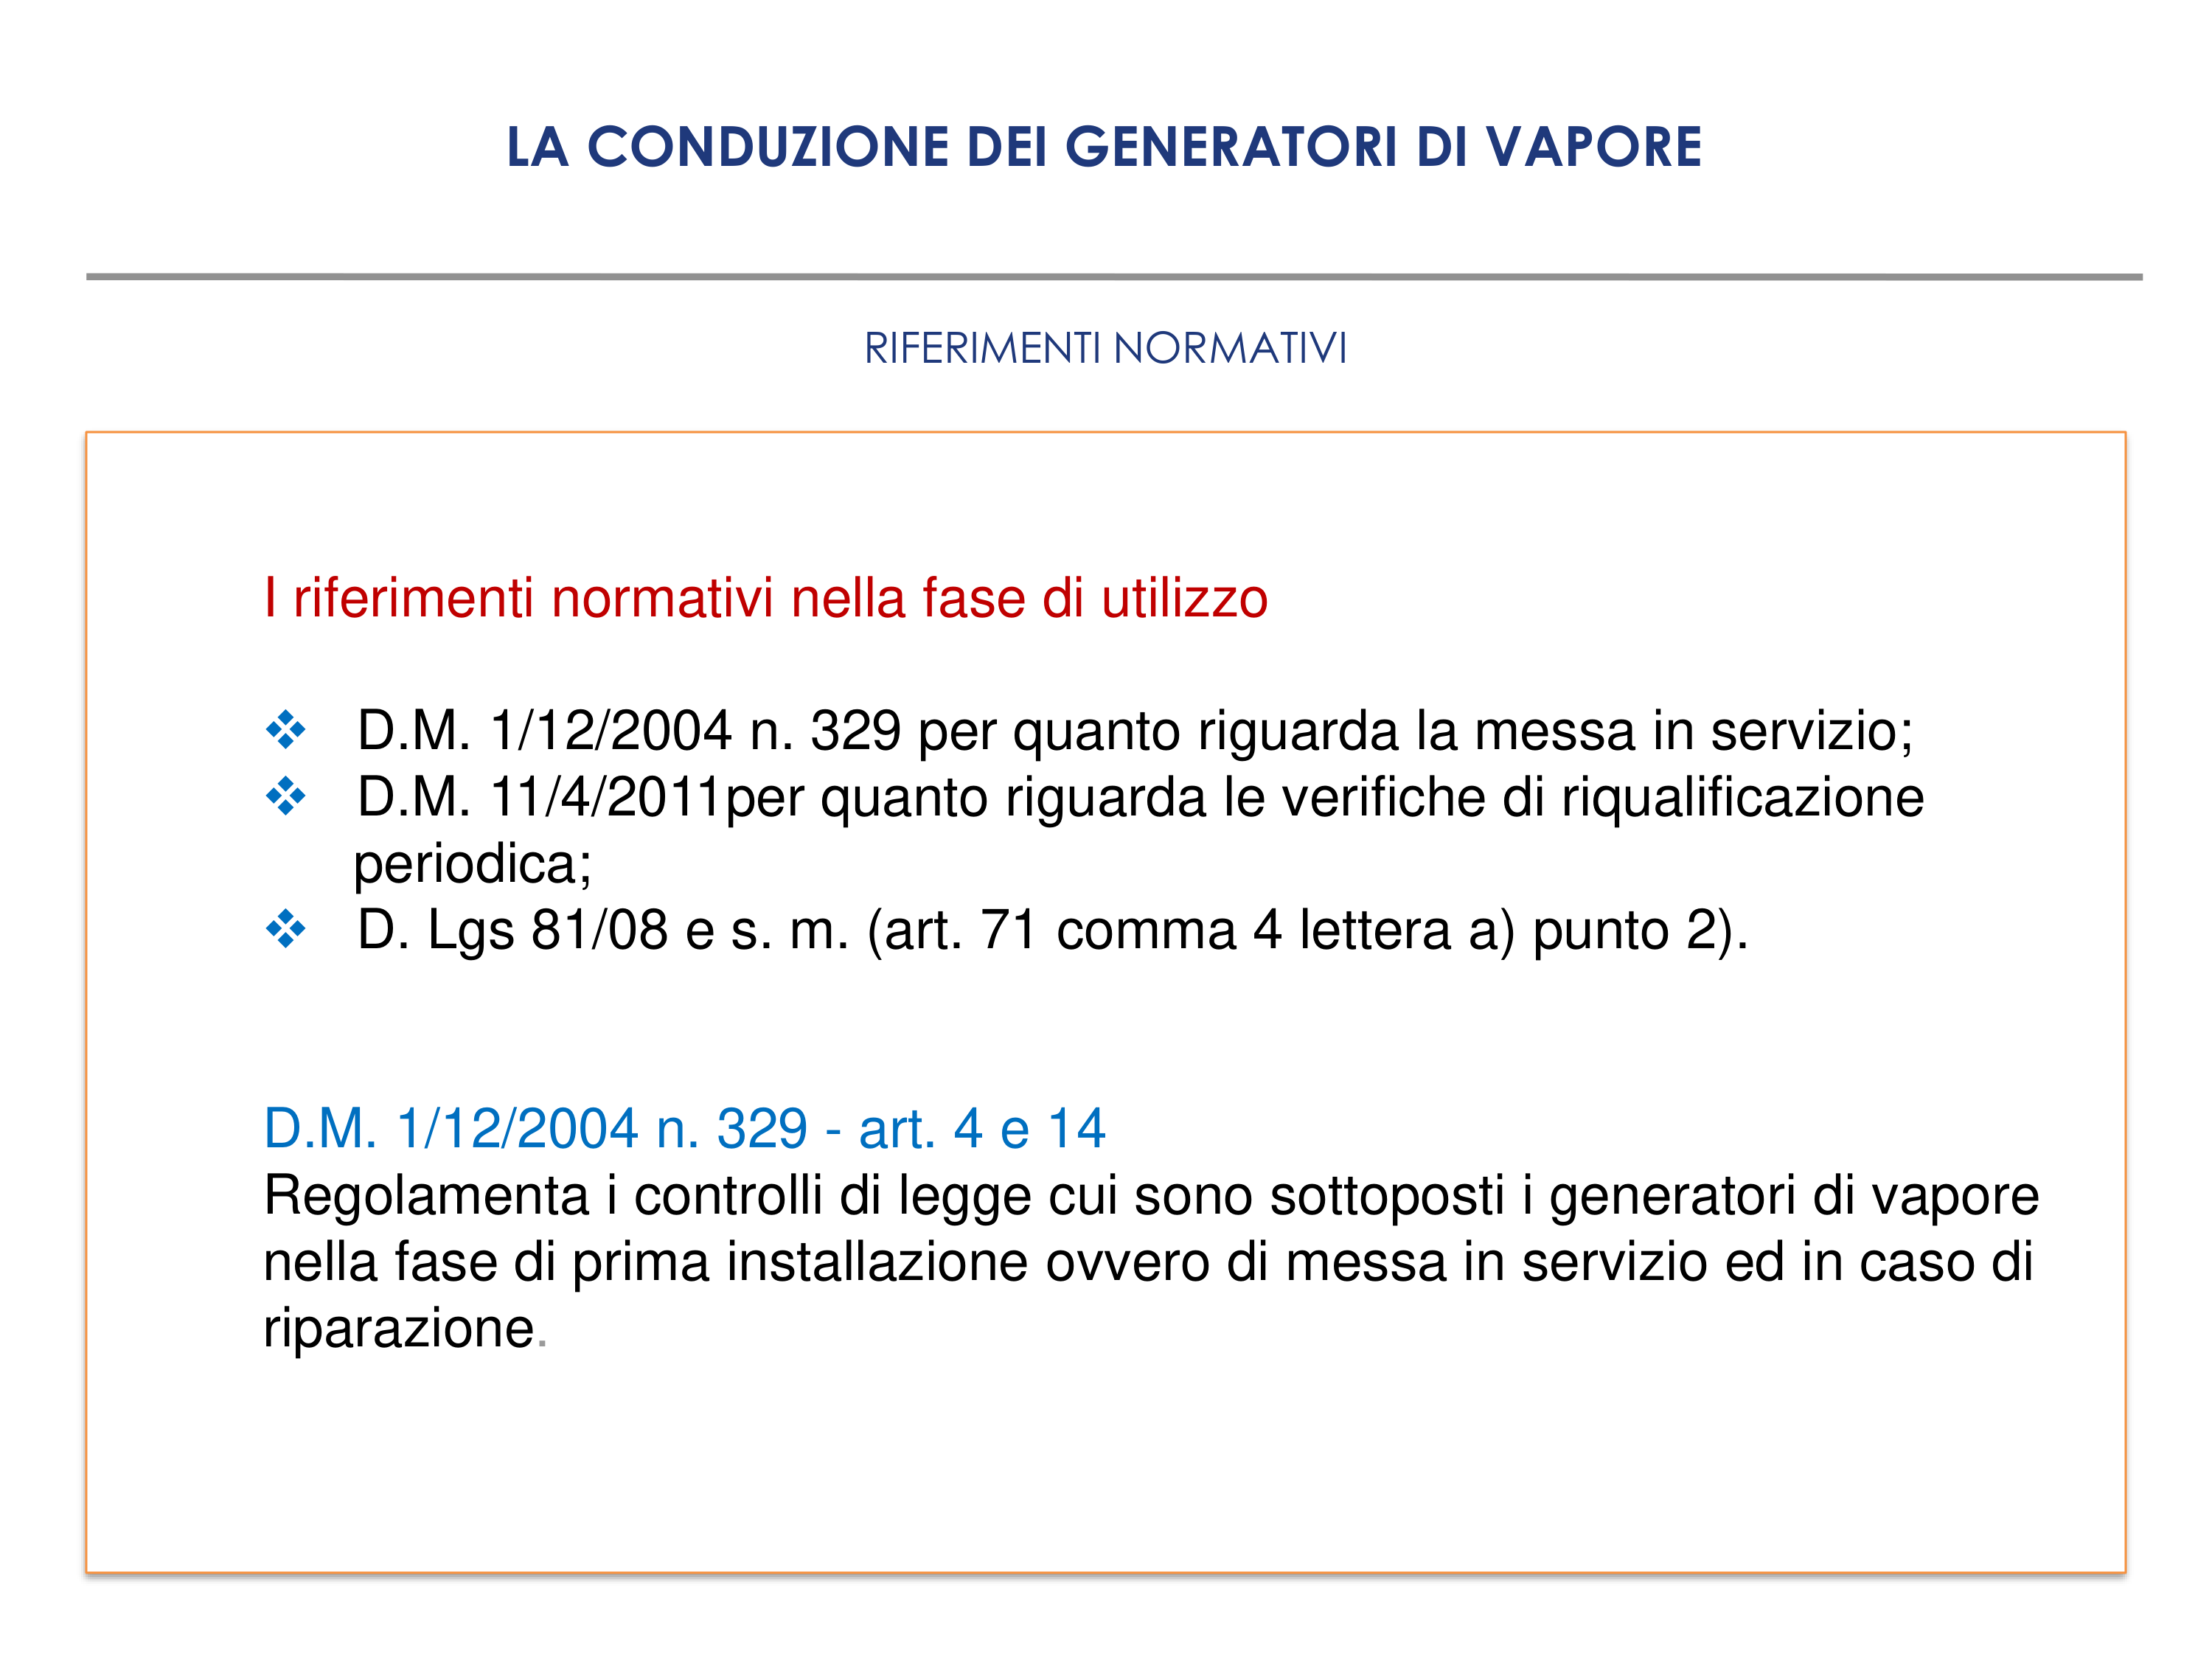 LA CONDUZIONE DEI GENERATORI DI VAPORE
RIFERIMENTI NORMATIVI
I riferimenti normativi nella fase di utilizzo
❖ D.M. 1/12/2004 n. 329 per quanto riguarda la messa in servizio;
❖ D.M. 11/4/2011per quanto riguarda le verifiche di riqualificazione
periodica;
❖ D. Lgs 81/08 e s. m. (art. 71 comma 4 lettera a) punto 2).
D.M. 1/12/2004 n. 329 - art. 4 e 14
Regolamenta i controlli di legge cui sono sottoposti i generatori di vapore
nella fase di prima installazione ovvero di messa in servizio ed in caso di
riparazione.